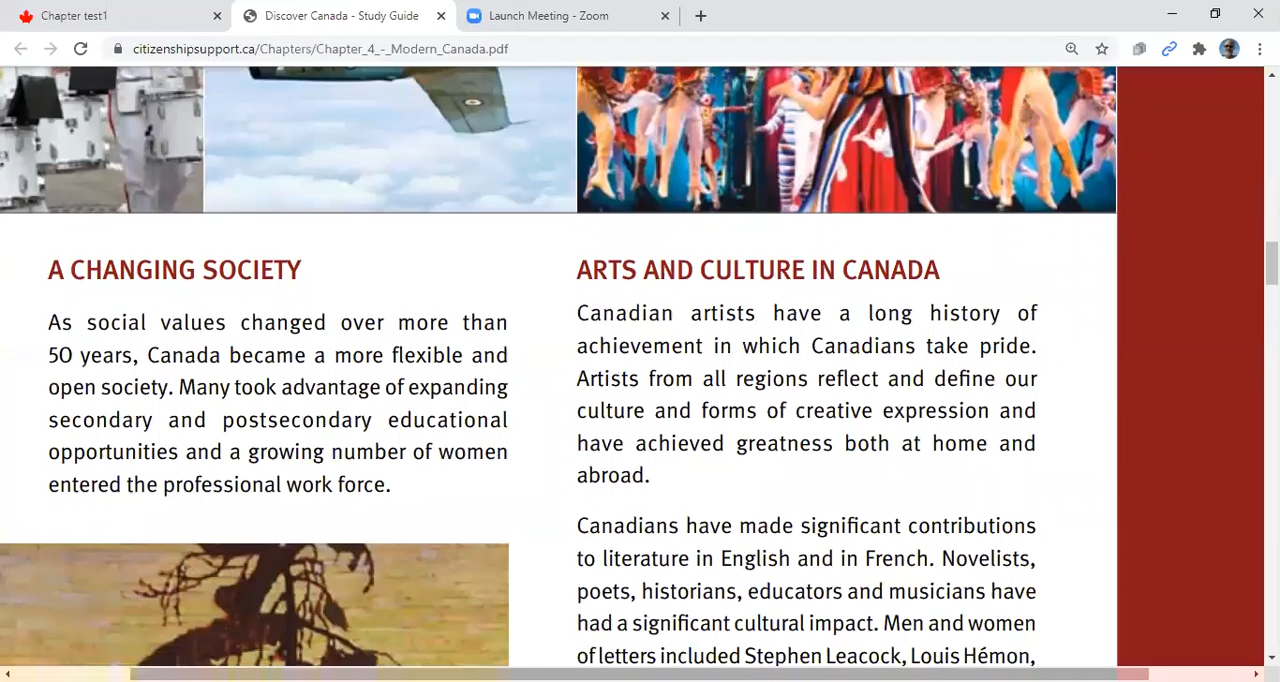 Chapter test1
Discover Canada - Study Guide
Launch Meeting - Zoom
citizenshipsupport.ca/Chapters/Chapter_4_-_Modern_Canada.pdf
A CHANGING SOCIETY
As social values changed over more than
50 years, Canada became a more flexible and
open society. Many took advantage of expanding
secondary and postsecondary educational
opportunities and a growing number of women
entered the professional work force.
ARTS AND CULTURE IN CANADA
Canadian artists have a long history of
achievement in which Canadians take pride.
Artists from all regions reflect and define our
culture and forms of creative expression and
have achieved greatness both at home and
abroad.
Canadians have made significant contributions
to literature in English and in French. Novelists,
poets, historians, educators and musicians have
had a significant cultural impact. Men and women
of letters included Stephen Leacock, Louis Hémon,